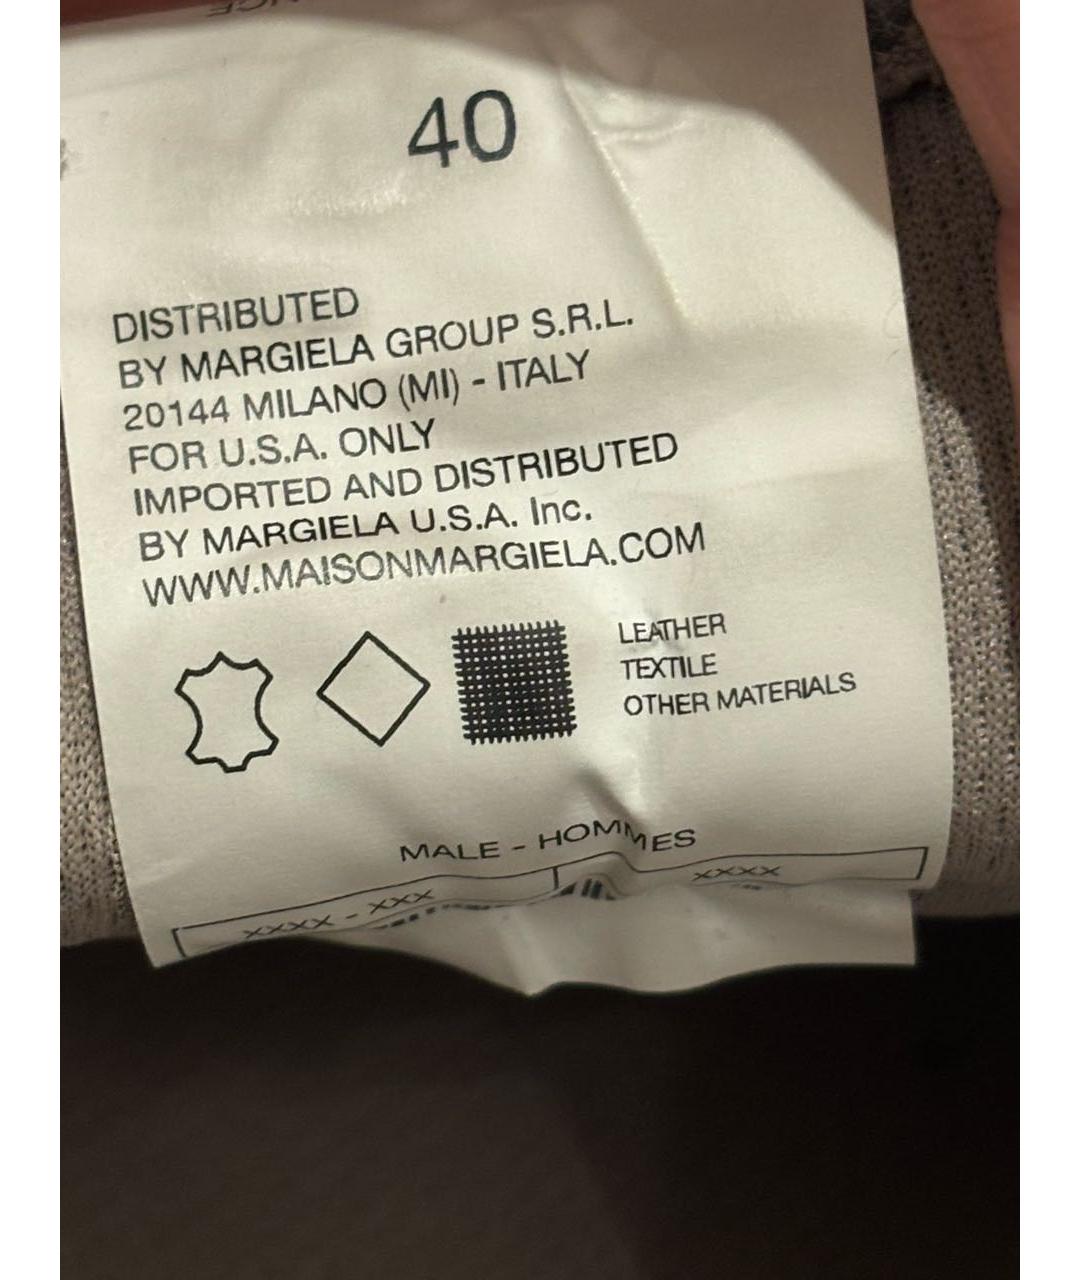 40
DISTRIBUTED
BY MARGIELA GROUP S.R.L.
20144 MILANO (MI) - ITALY
FOR U.S.A. ONLY
IMPORTED AND DISTRIBUTED
BY MARGIELA U.S.A. Inc.
WWW.MAISONMARGIELA.COM
LEATHER
TEXTILE
OTHER MATERIALS
MALE - HOMMES
XXXX - XXX XXXX